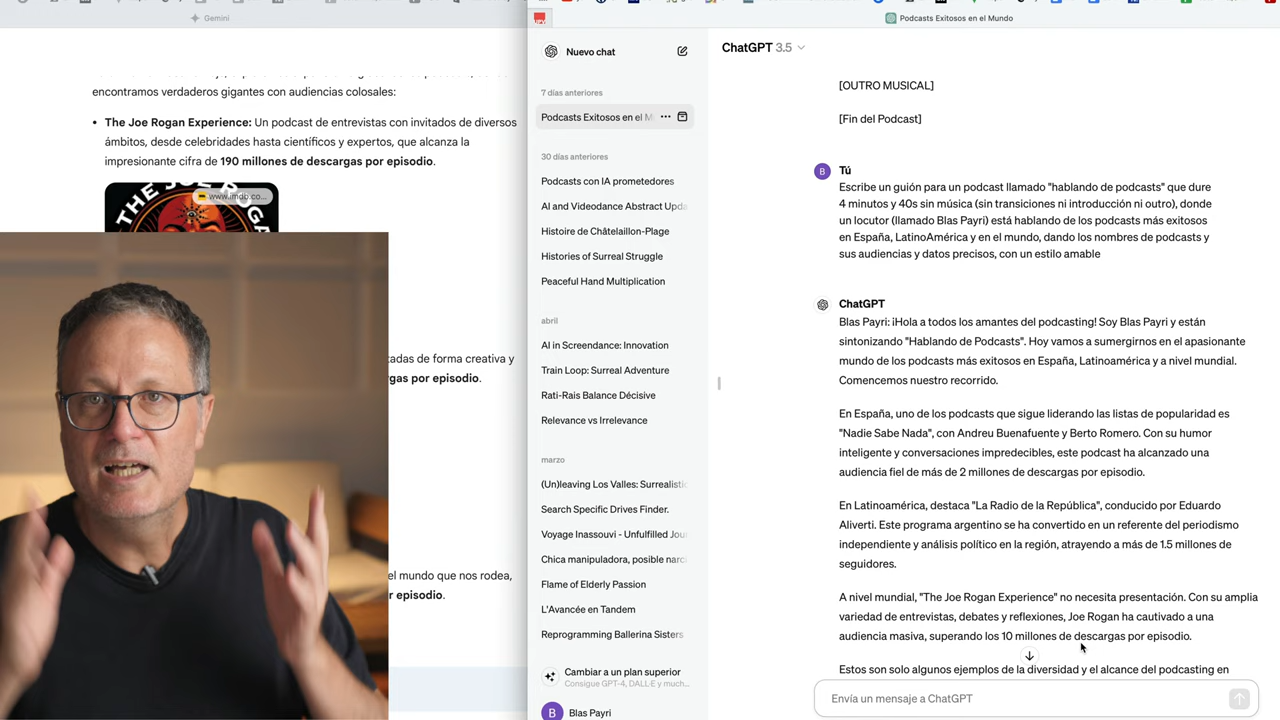 Gemini
encontramos verdaderos gigantes con audiencias colosales:
• The Joe Rogan Experience: Un podcast de entrevistas con invitados de diversos
ámbitos, desde celebridades hasta científicos y expertos, que alcanza la
impresionante cifra de 190 millones de descargas por episodio.
THE JOE ROGAN
www.imdb.co...
tadas de forma creativa y
gas por episodio.
el mundo que nos rodea,
r episodio.
Podcasts Exitosos en el Mundo
Nuevo chat
7 días anteriores
Podcasts Exitosos en el M
30 días anteriores
Podcasts con IA prometedores
AI and Videodance Abstract Upda
Histoire de Châtelaillon-Plage
Histories of Surreal Struggle
Peaceful Hand Multiplication
abril
AI in Screendance: Innovation
Train Loop: Surreal Adventure
Rati-Rais Balance Décisive
Relevance vs Irrelevance
marzo
(Un)leaving Los Valles: Surrealistic
Search Specific Drives Finder.
Voyage Inassouvi - Unfulfilled Jou
Chica manipuladora, posible narc
Flame of Elderly Passion
L'Avancée en Tandem
Reprogramming Ballerina Sisters
Cambiar a un plan superior
Consigue GPT-4, DALL·E y much...
B Blas Payri
ChatGPT 3.5
[OUTRO MUSICAL]
[Fin del Podcast]
B Tú
Escribe un guión para un podcast llamado "hablando de podcasts" que dure
4 minutos y 40s sin música (sin transiciones ni introducción ni outro), donde
un locutor (llamado Blas Payri) está hablando de los podcasts más exitosos
en España, LatinoAmérica y en el mundo, dando los nombres de podcasts y
sus audiencias y datos precisos, con un estilo amable
ChatGPT
Blas Payri: ¡Hola a todos los amantes del podcasting! Soy Blas Payri y están
sintonizando "Hablando de Podcasts". Hoy vamos a sumergirnos en el apasionante
mundo de los podcasts más exitosos en España, Latinoamérica y a nivel mundial.
Comencemos nuestro recorrido.
En España, uno de los podcasts que sigue liderando las listas de popularidad es
"Nadie Sabe Nada", con Andreu Buenafuente y Berto Romero. Con su humor
inteligente y conversaciones impredecibles, este podcast ha alcanzado una
audiencia fiel de más de 2 millones de descargas por episodio.
En Latinoamérica, destaca "La Radio de la República", conducido por Eduardo
Aliverti. Este programa argentino se ha convertido en un referente del periodismo
independiente y análisis político en la región, atrayendo a más de 1.5 millones de
seguidores.
A nivel mundial, "The Joe Rogan Experience" no necesita presentación. Con su amplia
variedad de entrevistas, debates y reflexiones, Joe Rogan ha cautivado a una
audiencia masiva, superando los 10 millones de descargas por episodio.
Estos son solo algunos ejemplos de la diversidad y el alcance del podcasting en
Envía un mensaje a ChatGPT